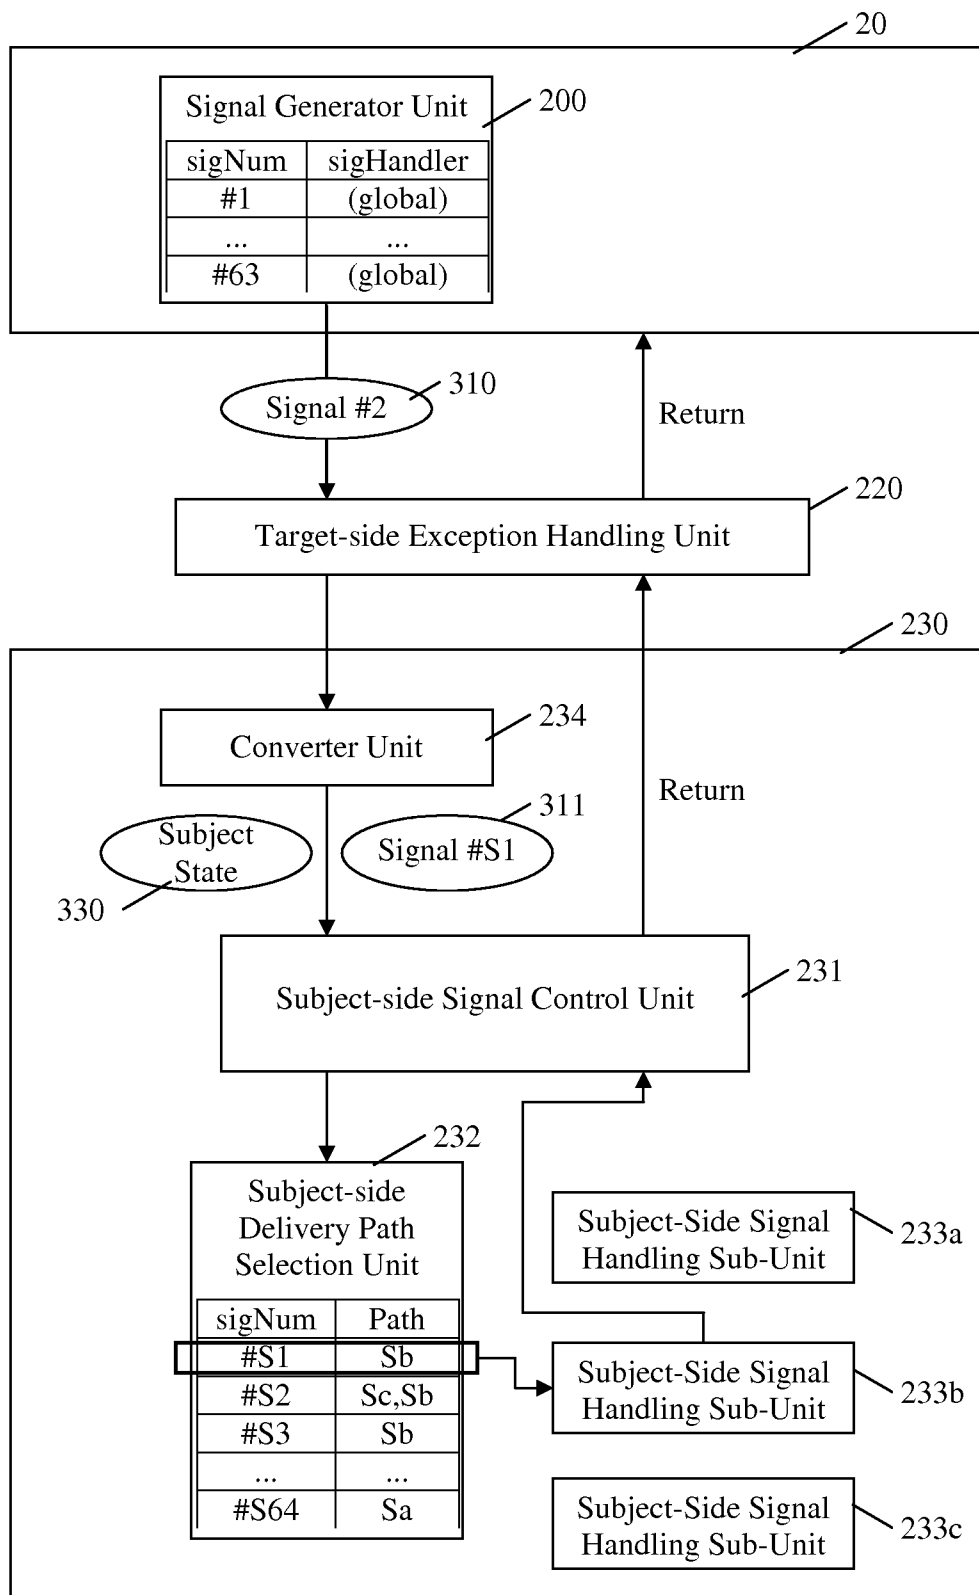 20
Signal Generator Unit
200
sigNum sigHandler
#1 (global)
... ...
#63 (global)
310
Signal #2
Return
220
Target-side Exception Handling Unit
230
234
Converter Unit
311
Return
Subject
State
Signal #S1
330
231
Subject-side Signal Control Unit
232
Subject-side
Delivery Path
Selection Unit
sigNum Path
#S1 Sb
#S2 Sc,Sb
#S3 Sb
... ...
#S64 Sa
Subject-Side Signal
Handling Sub-Unit
233a
Subject-Side Signal
Handling Sub-Unit
233b
Subject-Side Signal
Handling Sub-Unit
233c